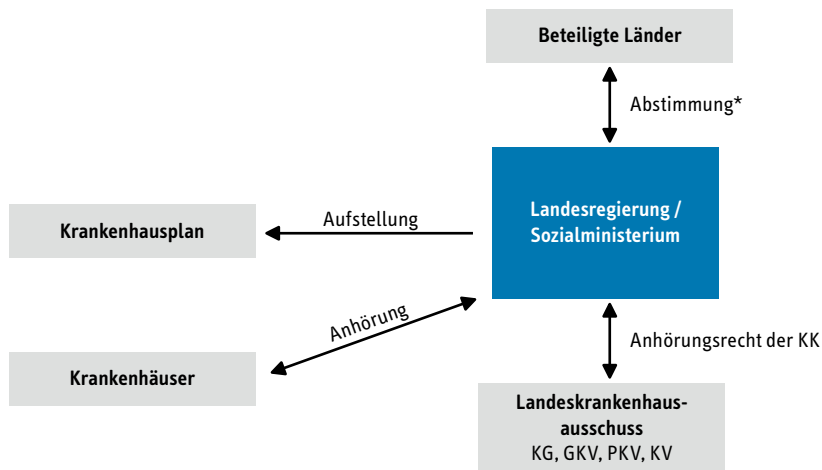 Beteiligte Länder
Abstimmung*
Landesregierung /
Sozialministerium
Aufstellung
Krankenhausplan
Anhörung
Krankenhäuser
Anhörungsrecht der KK
Landeskrankenhaus-
ausschuss
KG, GKV, PKV, KV